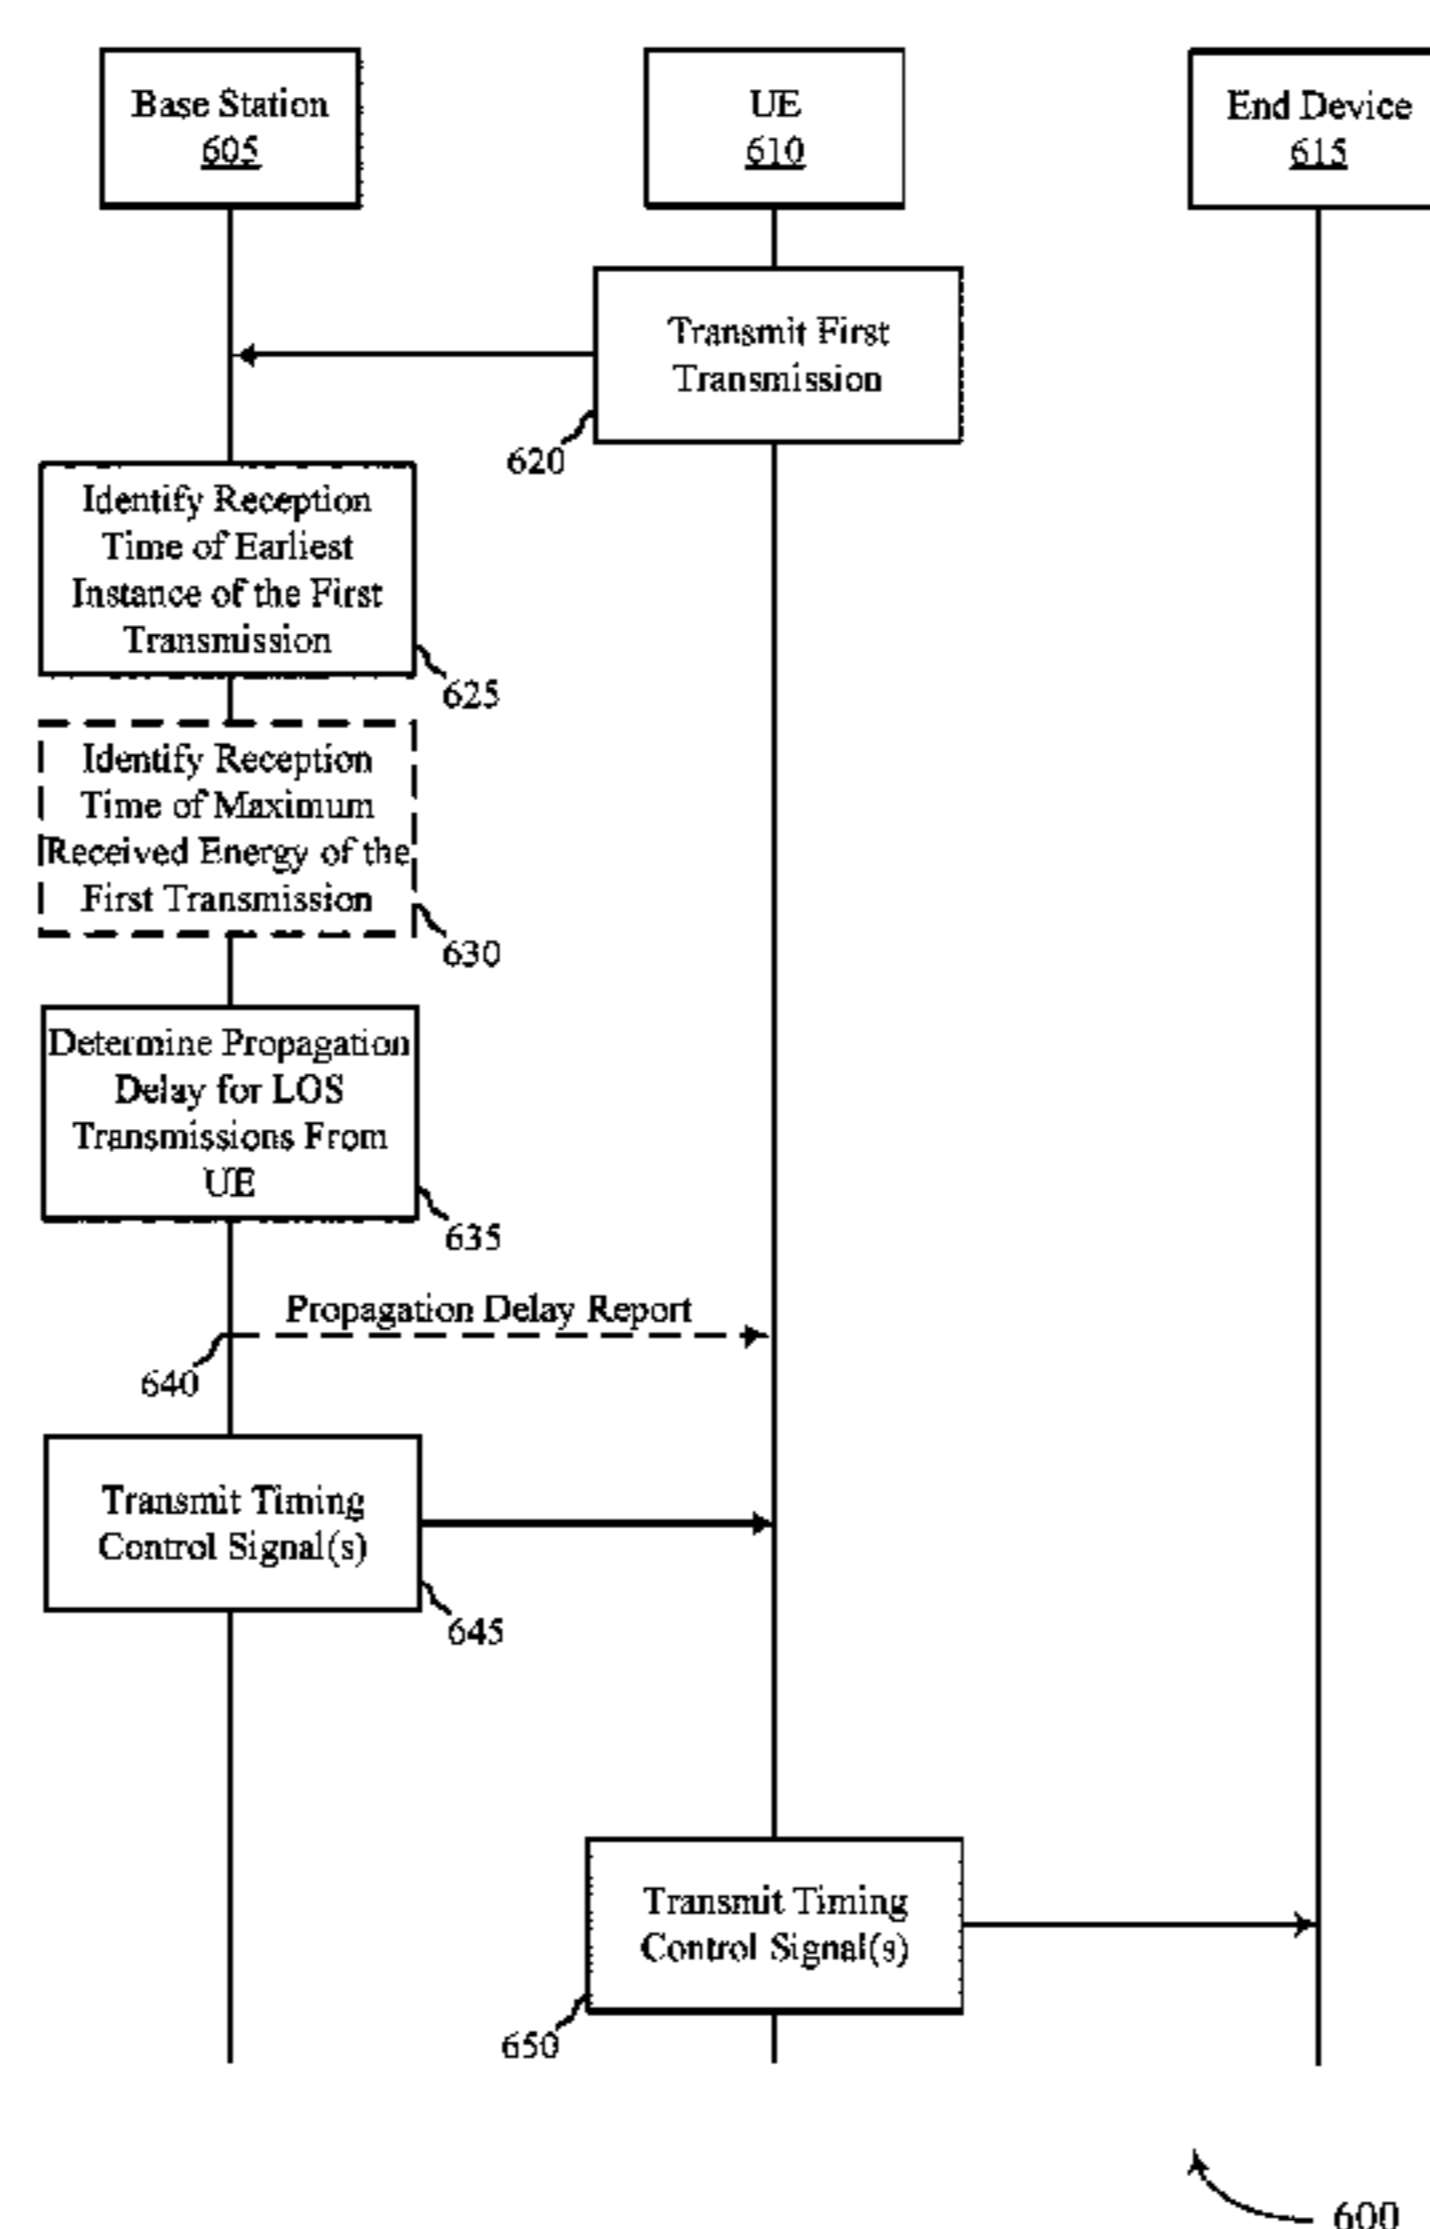 Base Station
605
UE
610
End Device
615
Transmit First
Transmission
620
Identify Reception
Time of Earliest
Instance of the First
Transmission
625
Identify Reception
Time of Maximum
Received Energy of the
First Transmission
630
Determine Propagation
Delay for LOS
Transmissions From
UE
635
Propagation Delay Report
640
Transmit Timing
Control Signal(s)
645
Transmit Timing
Control Signal(s)
650
600